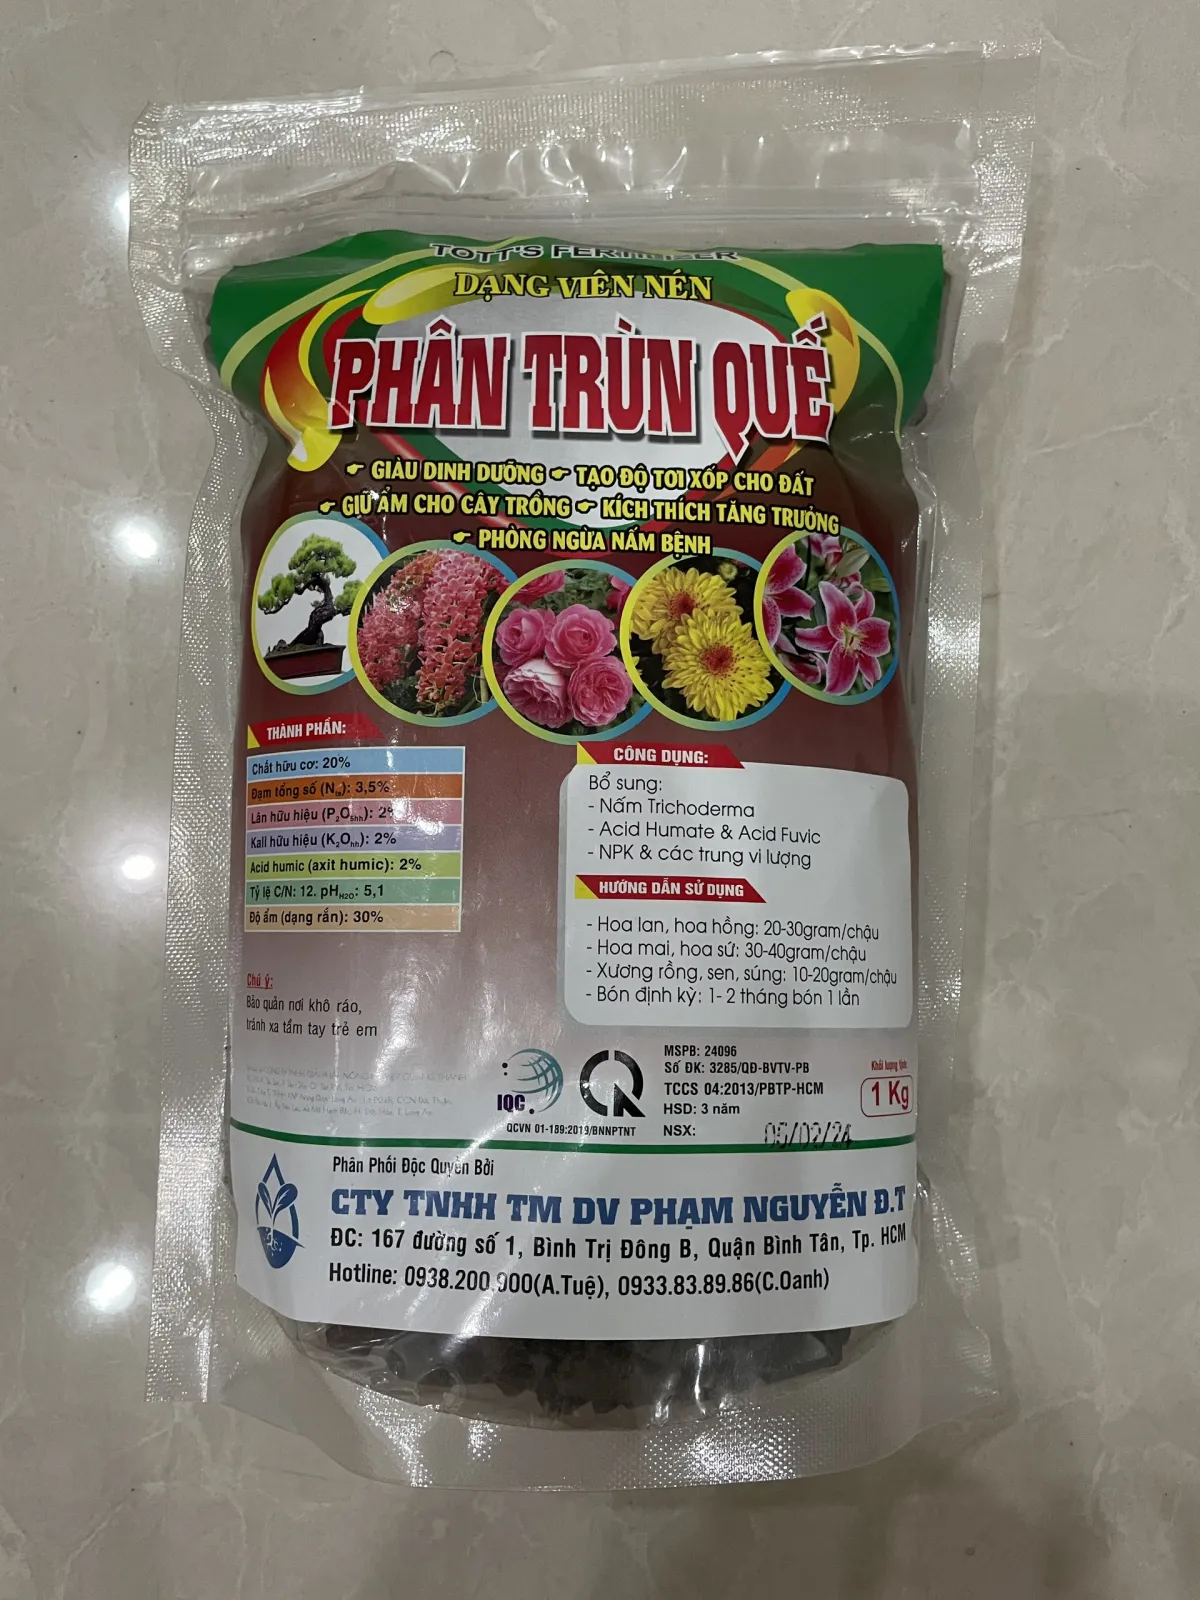 TOTT'S FERTILIZER
DẠNG VIÊN NÉN
PHÂN TRÙN QUẾ
GIÀU DINH DƯỠNG TẠO ĐỘ TƠI XỐP CHO ĐẤT
GIỮ ẨM CHO CÂY TRỒNG KÍCH THÍCH TĂNG TRƯỞNG
PHÒNG NGỪA NẤM BỆNH
THÀNH PHẦN:
Chất hữu cơ: 20%
Đạm tổng số (Nts): 3,5%
Lân hữu hiệu (P2O5hh): 2%
Kali hữu hiệu (K2Ohh): 2%
Acid humic (axit humic): 2%
Tỷ lệ C/N: 12. pHH2O: 5,1
Độ ẩm (dạng rắn): 30%
Chú ý:
Bảo quản nơi khô ráo,
tránh xa tầm tay trẻ em
CÔNG DỤNG:
Bổ sung:
- Nấm Trichoderma
- Acid Humate & Acid Fuvic
- NPK & các trung vi lượng
HƯỚNG DẪN SỬ DỤNG
- Hoa lan, hoa hồng: 20-30gram/chậu
- Hoa mai, hoa sứ: 30-40gram/chậu
- Xương rồng, sen, súng: 10-20gram/chậu
- Bón định kỳ: 1- 2 tháng bón 1 lần
IQC
QCVN 01-189:2019/BNNPTNT
MSPB: 24096
Số ĐK: 3285/QĐ-BVTV-PB
TCCS 04:2013/PBTP-HCM
HSD: 3 năm
NSX: 05/02/24
Khối lượng tịnh:
1 Kg
Phân Phối Độc Quyền Bởi
CTY TNHH TM DV PHẠM NGUYỄN Đ.T
ĐC: 167 đường số 1, Bình Trị Đông B, Quận Bình Tân, Tp. HCM
Hotline: 0938.200.900(A.Tuệ), 0933.83.89.86(C.Oanh)